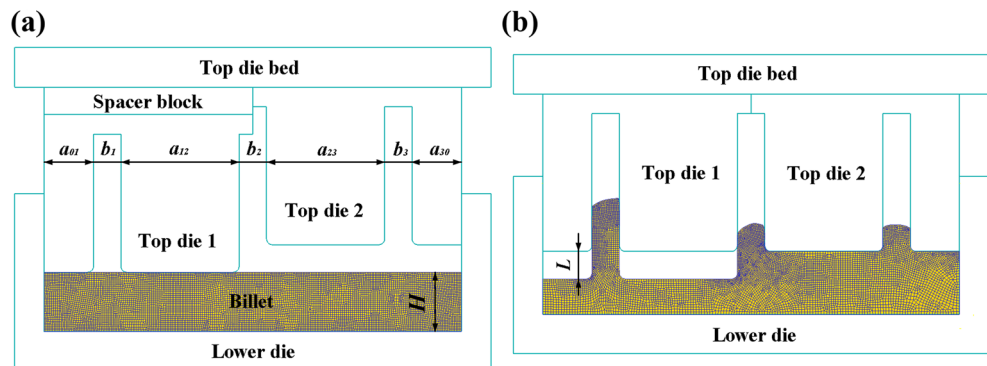 (a)
Top die bed
Spacer block
a01 b1 a12 b2 a23 b3 a30
Top die 1
Top die 2
Billet
H
Lower die
(b)
Top die bed
Top die 1
Top die 2
L
Lower die